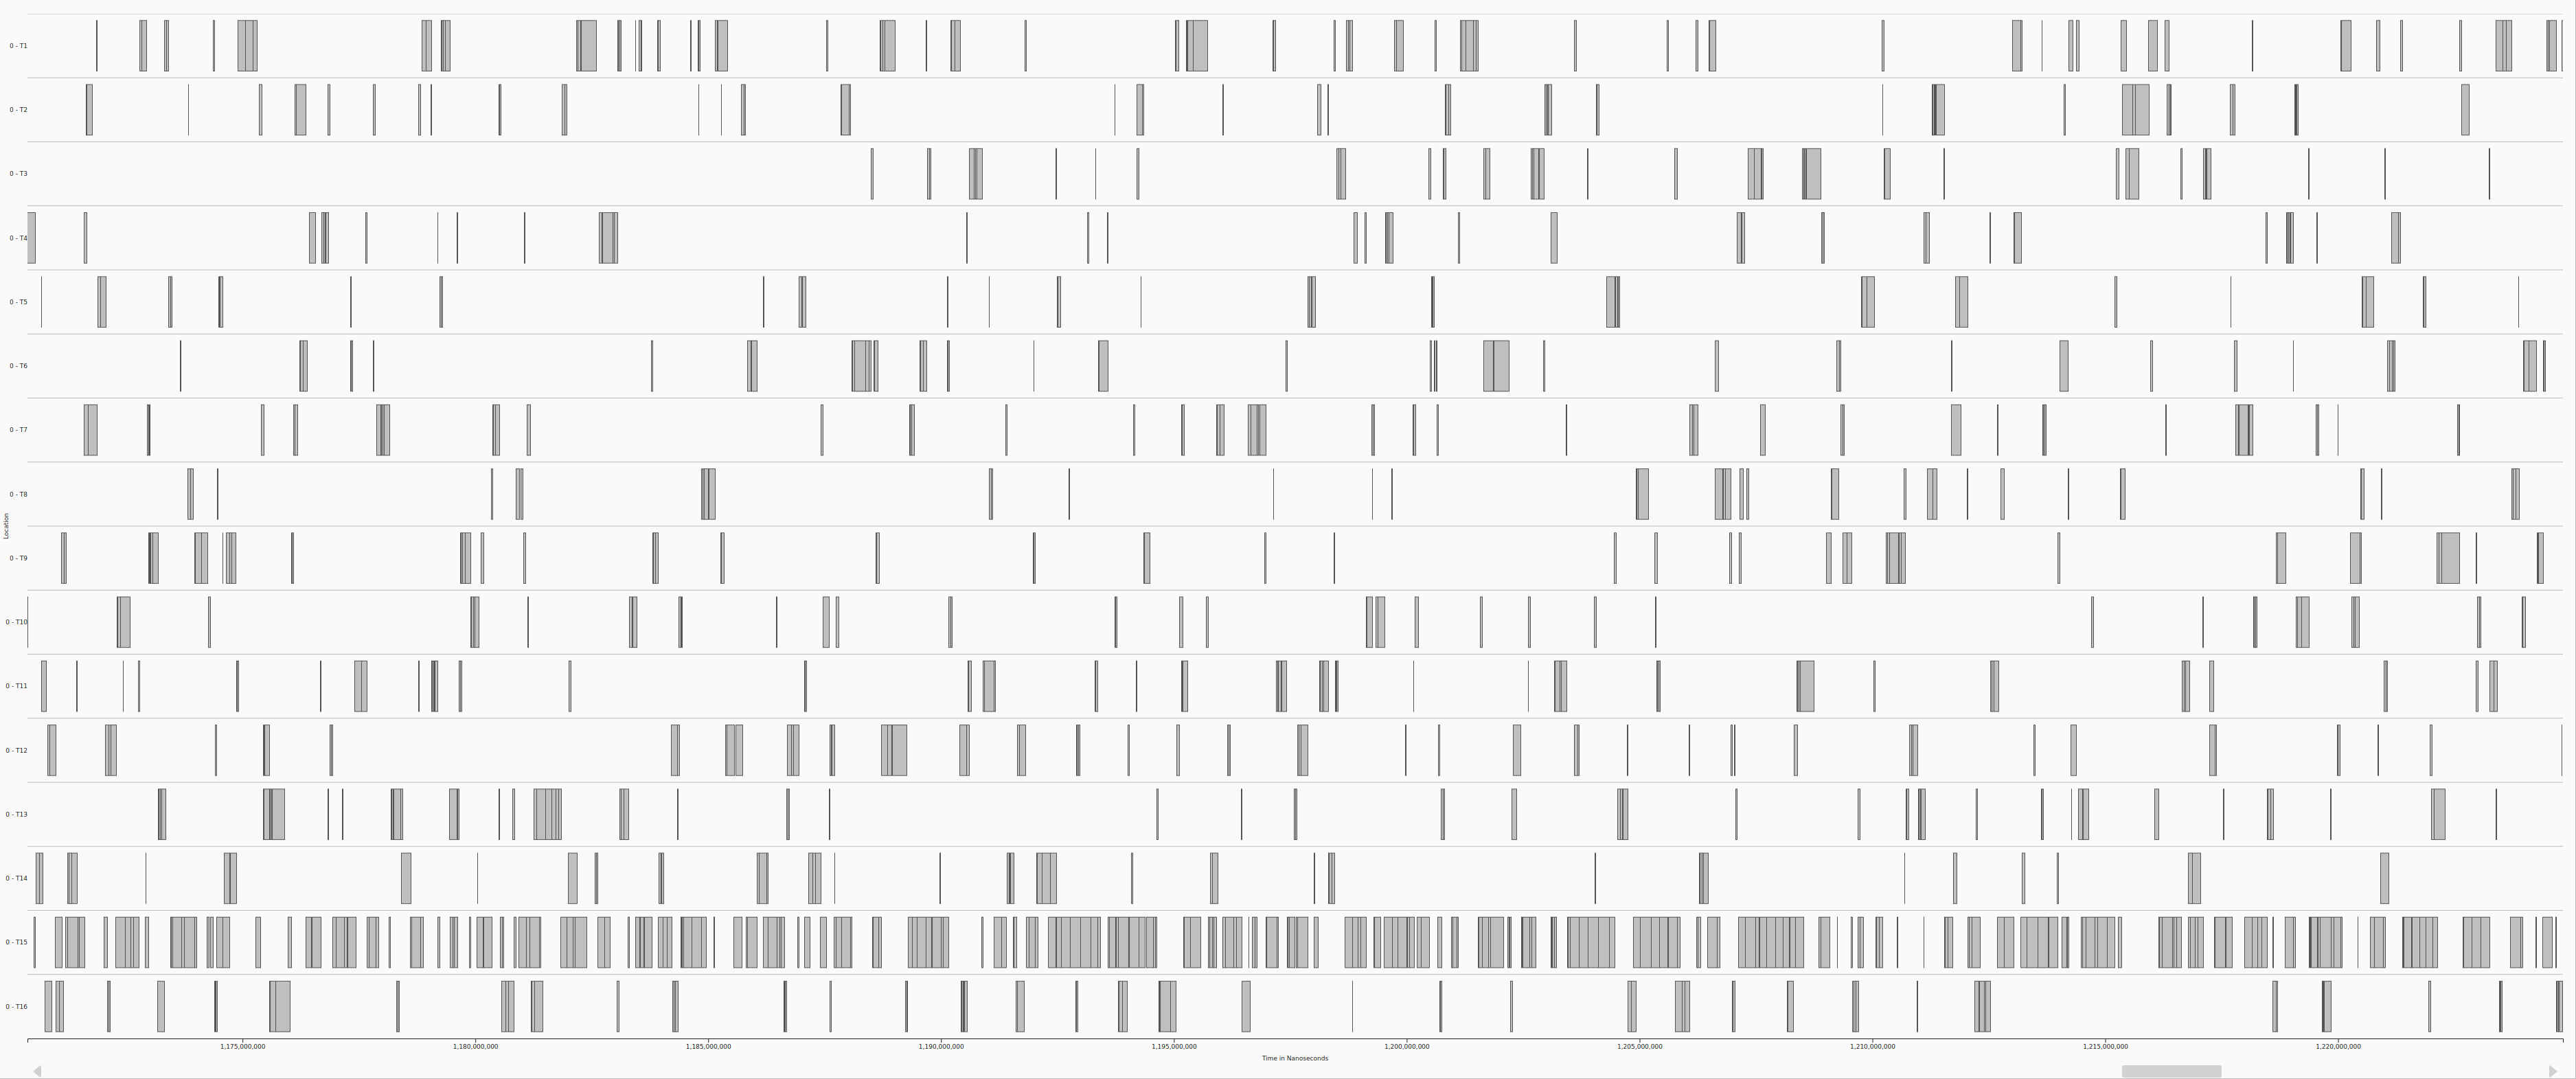 0 - T1
0 - T2
0 - T3
0 - T4
0 - T5
0 - T6
0 - T7
0 - T8
Location
0 - T9
0 - T10
0 - T11
0 - T12
0 - T13
0 - T14
0 - T15
0 - T16
1,175,000,000 1,180,000,000 1,185,000,000 1,190,000,000 1,195,000,000 1,200,000,000 1,205,000,000 1,210,000,000 1,215,000,000 1,220,000,000
Time in Nanoseconds